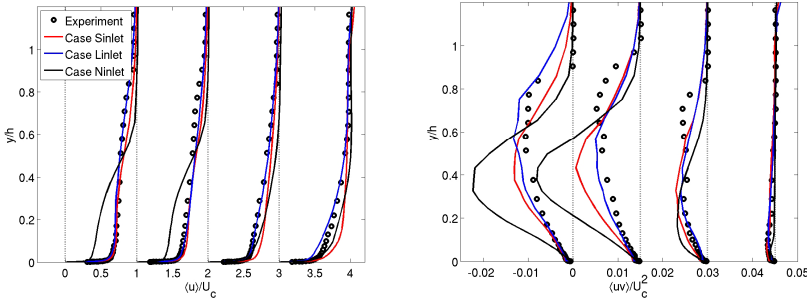 Experiment
Case Sinlet
Case Linlet
Case Ninlet
1
0.8
0.6
0.4
0.2
0
y/h
0 1 1.5 2 2.5 3 3.5 4
⟨u⟩/U_c
1
0.8
0.6
0.4
0.2
0
y/h
-0.02 -0.01 0 0.01 0.02 0.03 0.04 0.05
⟨uv⟩/U_c^2